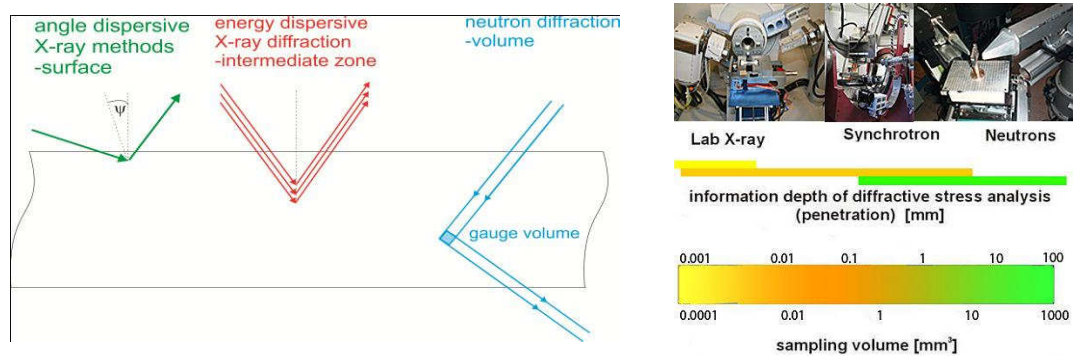 angle dispersive
X-ray methods
-surface
energy dispersive
X-ray diffraction
-intermediate zone
neutron diffraction
-volume
ψ
gauge volume
Lab X-ray
Synchrotron
Neutrons
information depth of diffractive stress analysis
(penetration) [mm]
0.001 0.01 0.1 1 10 100
0.0001 0.01 1 10 1000
sampling volume [mm³]